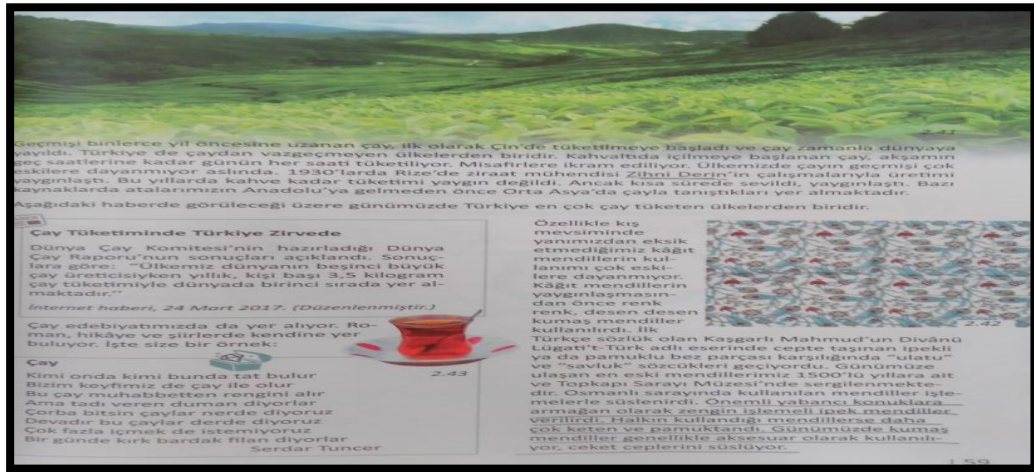 2.41
Geçmişi binlerce yıl öncesine uzanan çay, ilk olarak Çin'de tüketilmeye başladı ve çay zamanla dünyaya
yayıldı. Türkiye de çaydan vazgeçmeyen ülkelerden biridir. Kahvaltıda içilmeye başlanan çay, akşamın
geç saatlerine kadar günün her saati tüketiliyor. Misafirlere ikram ediliyor. Ülkemizde çayın geçmişi çok
eskilere dayanmıyor aslında. 1930'larda Rize'de ziraat mühendisi Zihni Derin'in çalışmalarıyla üretimi
yaygınlaştı. Bu yıllarda kahve kadar tüketimi yaygın değildi. Ancak kısa sürede sevildi, yaygınlaştı. Bazı
kaynaklarda atalarımızın Anadolu'ya gelmeden önce Orta Asya'da çayla tanıştıkları yer almaktadır.
Aşağıdaki haberde görüleceği üzere günümüzde Türkiye en çok çay tüketen ülkelerden biridir.
Çay Tüketiminde Türkiye Zirvede
Dünya Çay Komitesi'nin hazırladığı Dünya
Çay Raporu'nun sonuçları açıklandı. Sonuç-
lara göre: "Ülkemiz dünyanın beşinci büyük
çay üreticisiyken yıllık, kişi başı 3,5 kilogram
çay tüketimiyle dünyada birinci sırada yer al-
maktadır."
İnternet haberi, 24 Mart 2017. (Düzenlenmiştir.)
Çay edebiyatımızda da yer alıyor. Ro-
man, hikâye ve şiirlerde kendine yer
buluyor. İşte size bir örnek:
2.43
Çay
Kimi onda kimi bunda tat bulur
Bizim keyfimiz de çay ile olur
Bu çay muhabbetten rengini alır
Ama tadı veren duman diyorlar
Çorba bitsin çaylar nerde diyoruz
Devadır bu çaylar derde diyoruz
Çok fazla içmek de istemiyoruz
Bir günde kırk bardak filan diyorlar
Serdar Tuncer
Özellikle kış
mevsiminde
yanımızdan eksik
etmediğimiz kâğıt
mendillerin kul-
lanımı çok eski-
lere dayanmıyor.
Kâğıt mendillerin
yaygınlaşmasın-
dan önce renk
renk, desen desen
kumaş mendiller
kullanılırdı. İlk
2.42
Türkçe sözlük olan Kaşgarlı Mahmud'un Divânü
Lügati't-Türk adlı eserinde cepte taşınan ipekli
ya da pamuklu bez parçası karşılığında "ulatu"
ve "savluk" sözcükleri geçiyordu. Günümüze
ulaşan en eski mendillerimiz 1500'lü yıllara ait
ve Topkapı Sarayı Müzesi'nde sergilenmekte-
dir. Osmanlı sarayında kullanılan mendiller işle-
melerle süslenirdi. Önemli yabancı konuklara
armağan olarak zengin işlemeli ipek mendiller
verilirdi. Halkın kullandığı mendillerse daha
çok keten ve pamuktandı. Günümüzde kumaş
mendiller genellikle aksesuar olarak kullanılı-
yor, ceket ceplerini süslüyor.
59